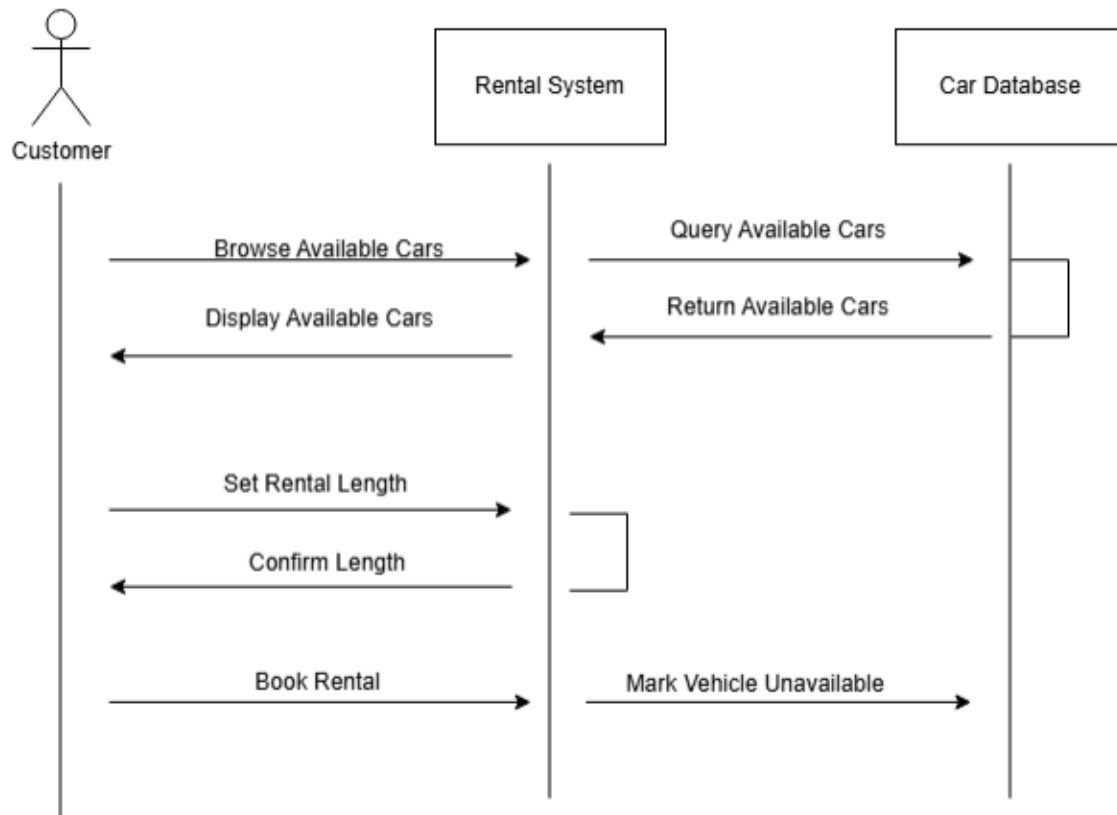 Rental System
Car Database
Customer
Browse Available Cars
Query Available Cars
Display Available Cars
Return Available Cars
Set Rental Length
Confirm Length
Book Rental
Mark Vehicle Unavailable